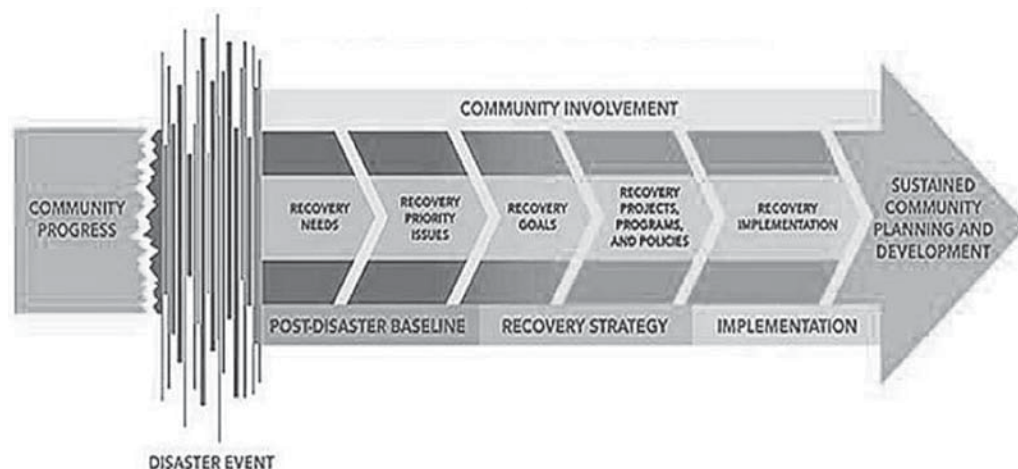 COMMUNITY INVOLVEMENT
COMMUNITY
PROGRESS
RECOVERY
NEEDS
RECOVERY
PRIORITY
ISSUES
RECOVERY
GOALS
RECOVERY
PROJECTS,
PROGRAMS,
AND POLICIES
RECOVERY
IMPLEMENTATION
SUSTAINED
COMMUNITY
PLANNING AND
DEVELOPMENT
POST-DISASTER BASELINE
RECOVERY STRATEGY
IMPLEMENTATION
DISASTER EVENT